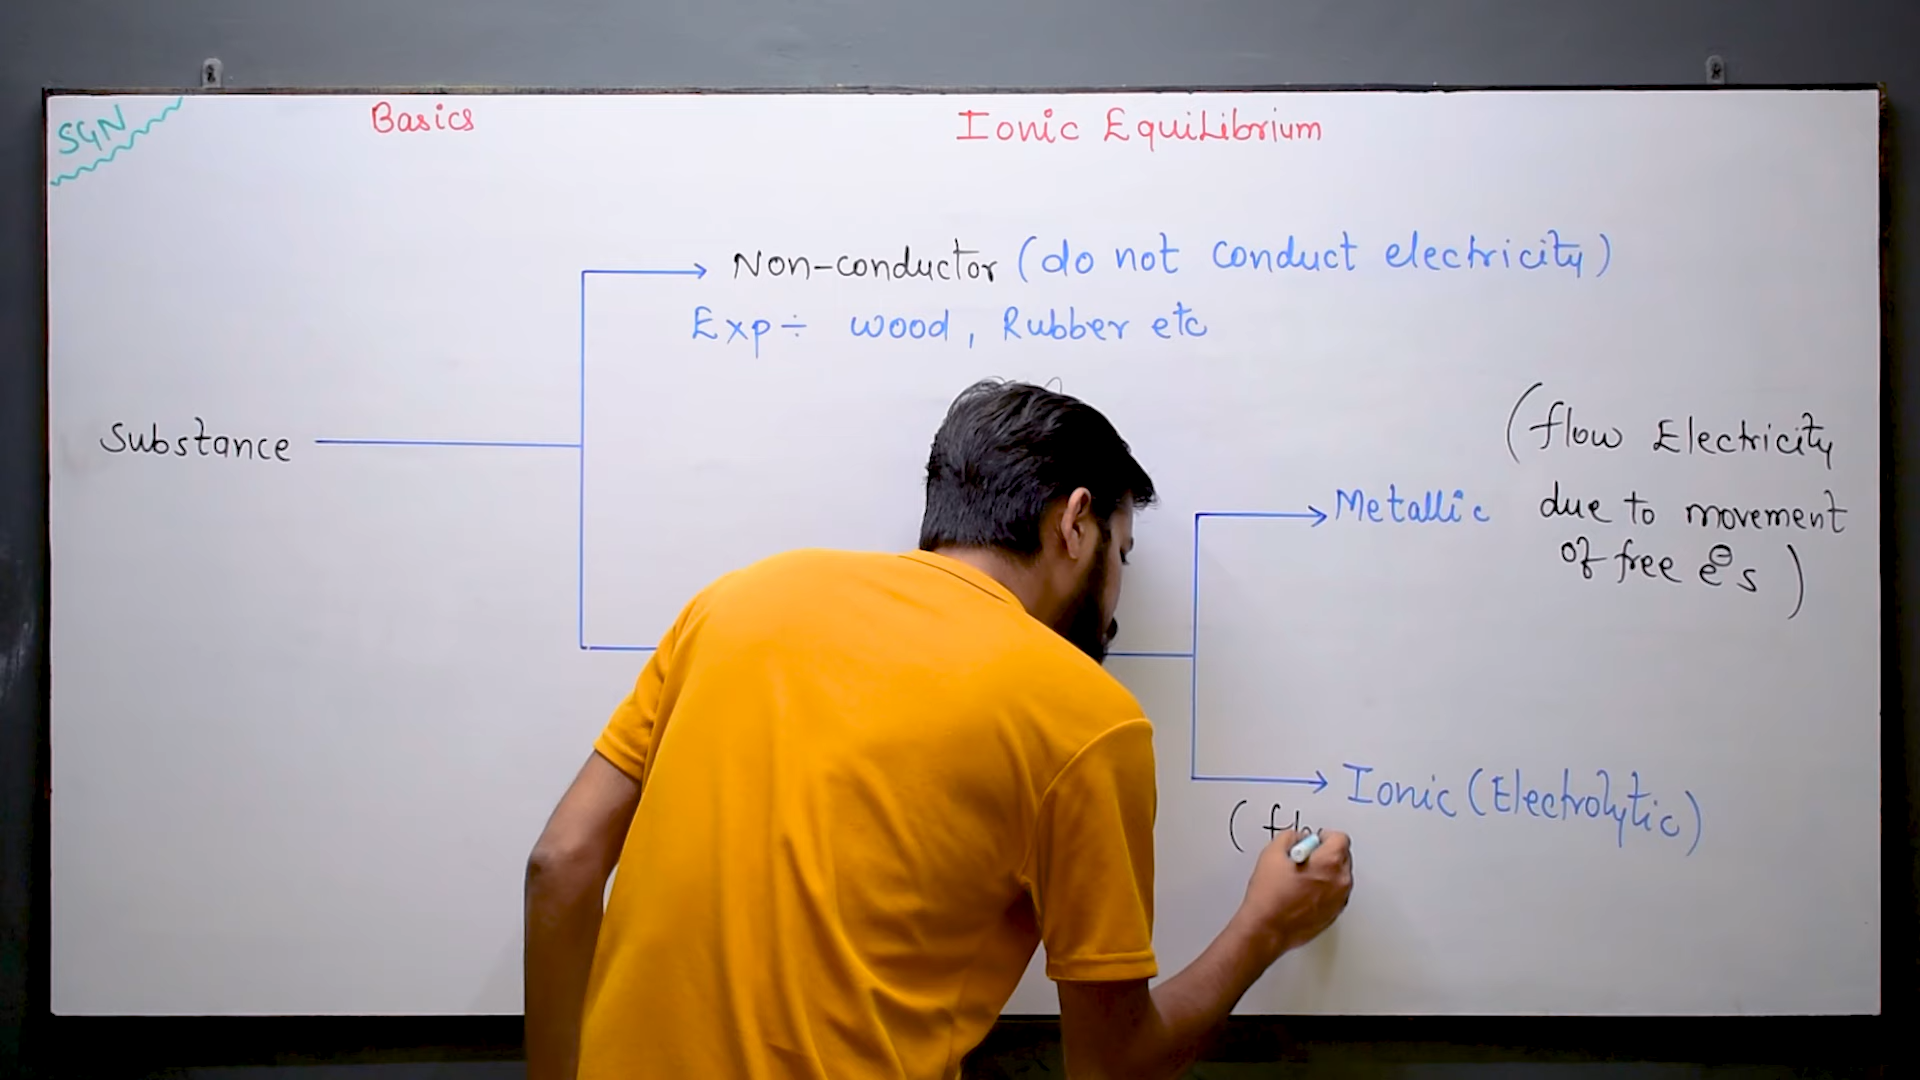 SGN
Basics
Ionic Equilibrium
Non-conductor (do not conduct electricity)
Exp ÷ wood, Rubber etc
Substance
(flow Electricity
Metallic due to movement
of free e⊖s)
Ionic (Electrolytic)